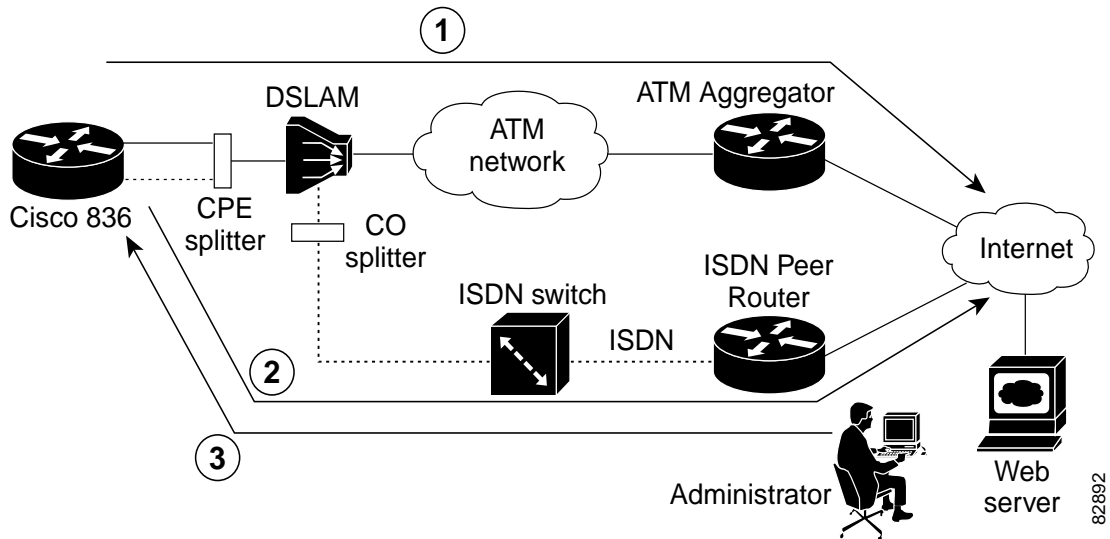 1
DSLAM
ATM Aggregator
ATM
network
Cisco 836
CPE
splitter
CO
splitter
Internet
ISDN switch
ISDN Peer
Router
ISDN
2
3
Administrator
Web
server
82892